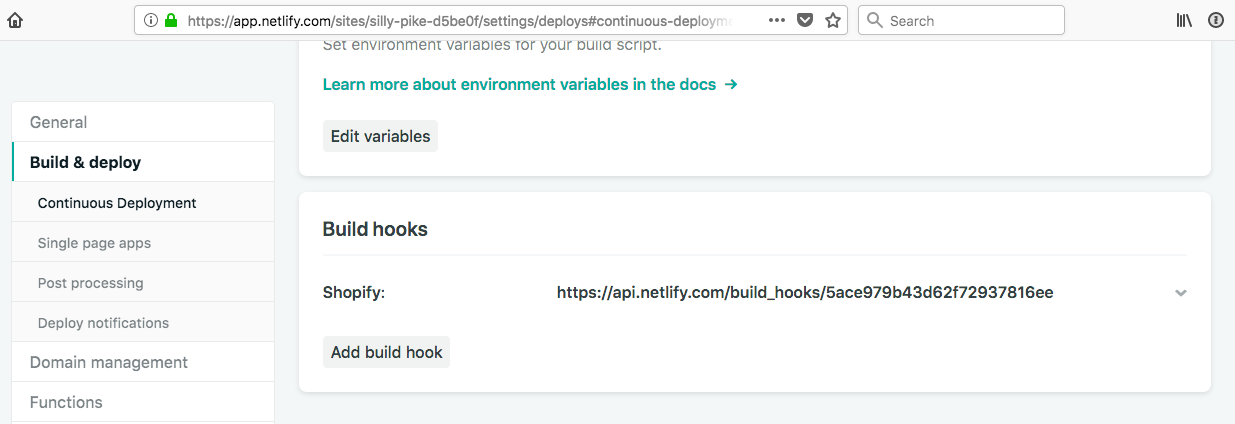 https://app.netlify.com/sites/silly-pike-d5be0f/settings/deploys#continuous-deployme
Search
Set environment variables for your build script.
Learn more about environment variables in the docs →
Edit variables
General
Build & deploy
Continuous Deployment
Single page apps
Post processing
Deploy notifications
Domain management
Functions
Build hooks
Shopify: https://api.netlify.com/build_hooks/5ace979b43d62f72937816ee
Add build hook